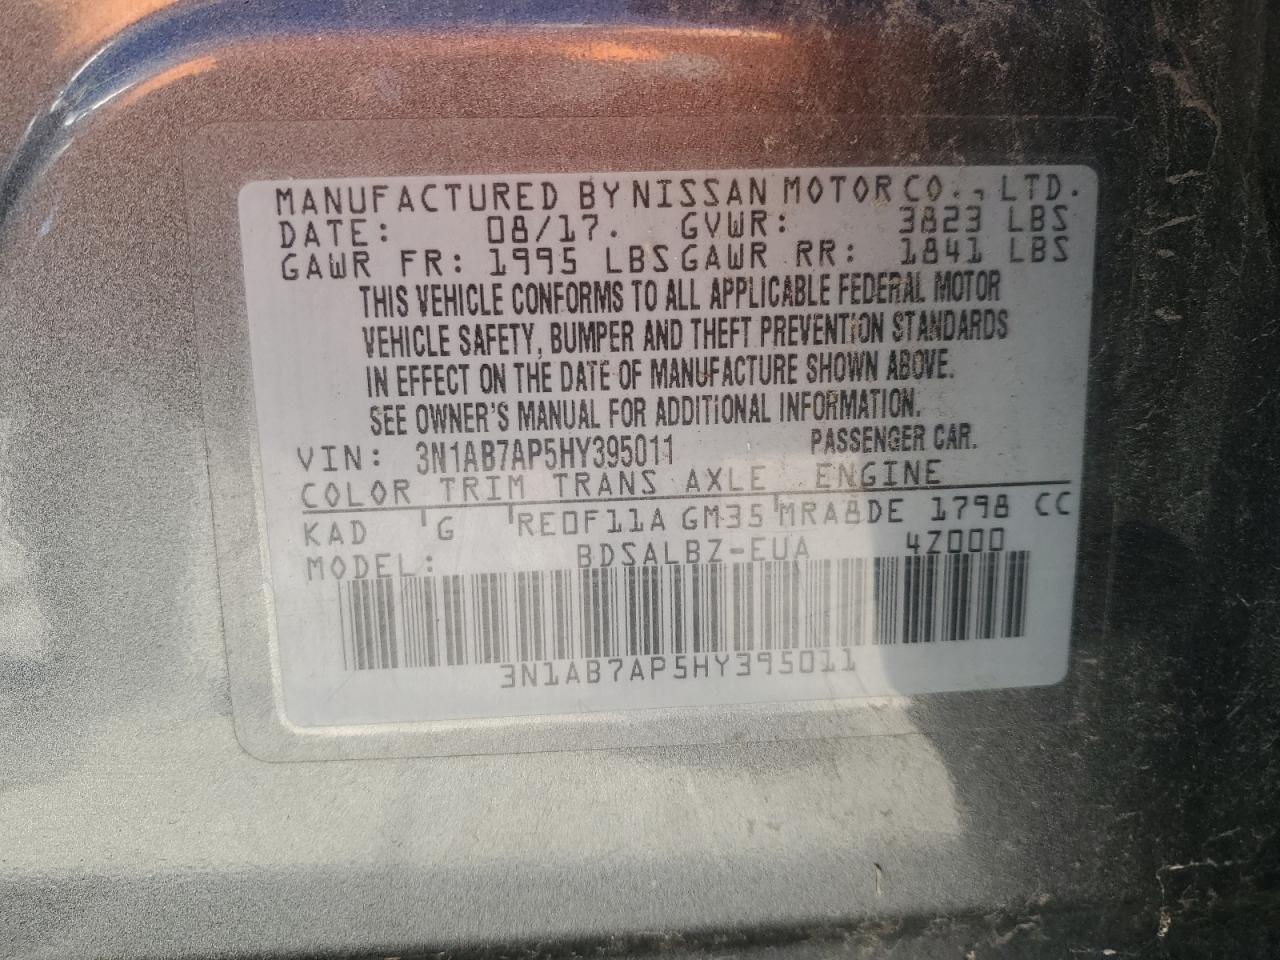 MANUFACTURED BY NISSAN MOTOR CO., LTD.
DATE: 08/17. GVWR: 3823 LBS
GAWR FR: 1995 LBS GAWR RR: 1841 LBS
THIS VEHICLE CONFORMS TO ALL APPLICABLE FEDERAL MOTOR
VEHICLE SAFETY, BUMPER AND THEFT PREVENTION STANDARDS
IN EFFECT ON THE DATE OF MANUFACTURE SHOWN ABOVE.
SEE OWNER'S MANUAL FOR ADDITIONAL INFORMATION.
VIN: 3N1AB7AP5HY395011 PASSENGER CAR.
COLOR TRIM TRANS AXLE ENGINE
KAD G RE0F11A GM35 MRA8DE 1798 CC
MODEL: BDSALBZ-EUA 4Z000
3N1AB7AP5HY395011